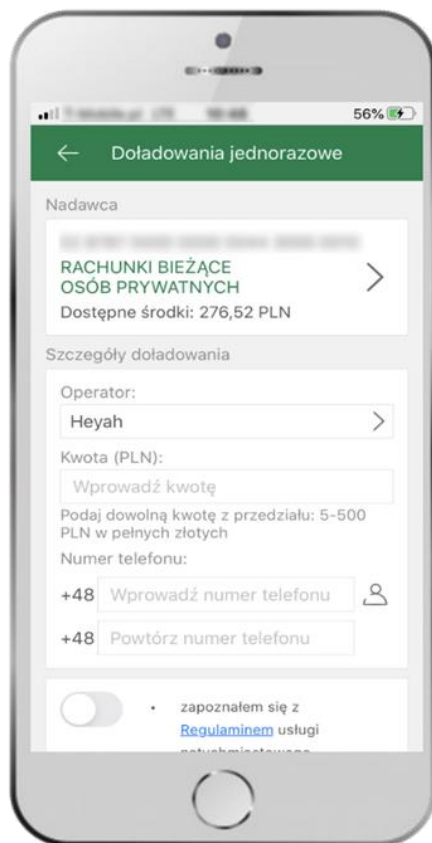 56%
← Doładowania jednorazowe
Nadawca
RACHUNKI BIEŻĄCE
OSÓB PRYWATNYCH
Dostępne środki: 276,52 PLN
Szczegóły doładowania
Operator:
Heyah
Kwota (PLN):
Wprowadź kwotę
Podaj dowolną kwotę z przedziału: 5-500
PLN w pełnych złotych
Numer telefonu:
+48 Wprowadź numer telefonu
+48 Powtórz numer telefonu
• zapoznałem się z
Regulaminem usługi